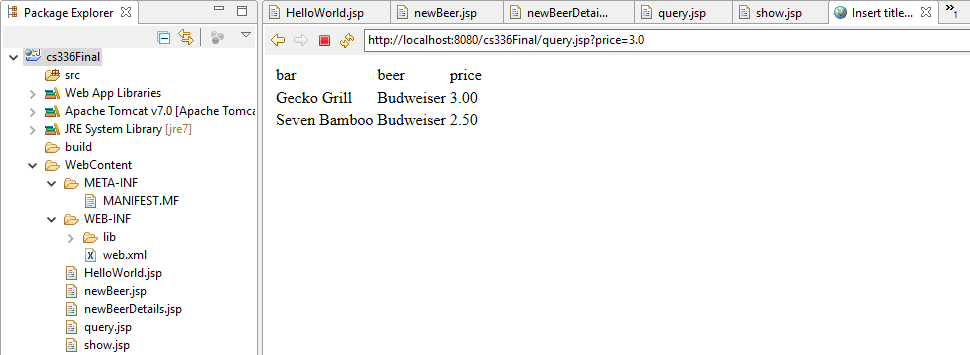 Package Explorer
cs336Final
src
Web App Libraries
Apache Tomcat v7.0 [Apache Tomca
JRE System Library [jre7]
build
WebContent
META-INF
MANIFEST.MF
WEB-INF
lib
web.xml
HelloWorld.jsp
newBeer.jsp
newBeerDetails.jsp
query.jsp
show.jsp
HelloWorld.jsp newBeer.jsp newBeerDetai... query.jsp show.jsp Insert title... »1
http://localhost:8080/cs336Final/query.jsp?price=3.0
bar beer price
Gecko Grill Budweiser 3.00
Seven Bamboo Budweiser 2.50